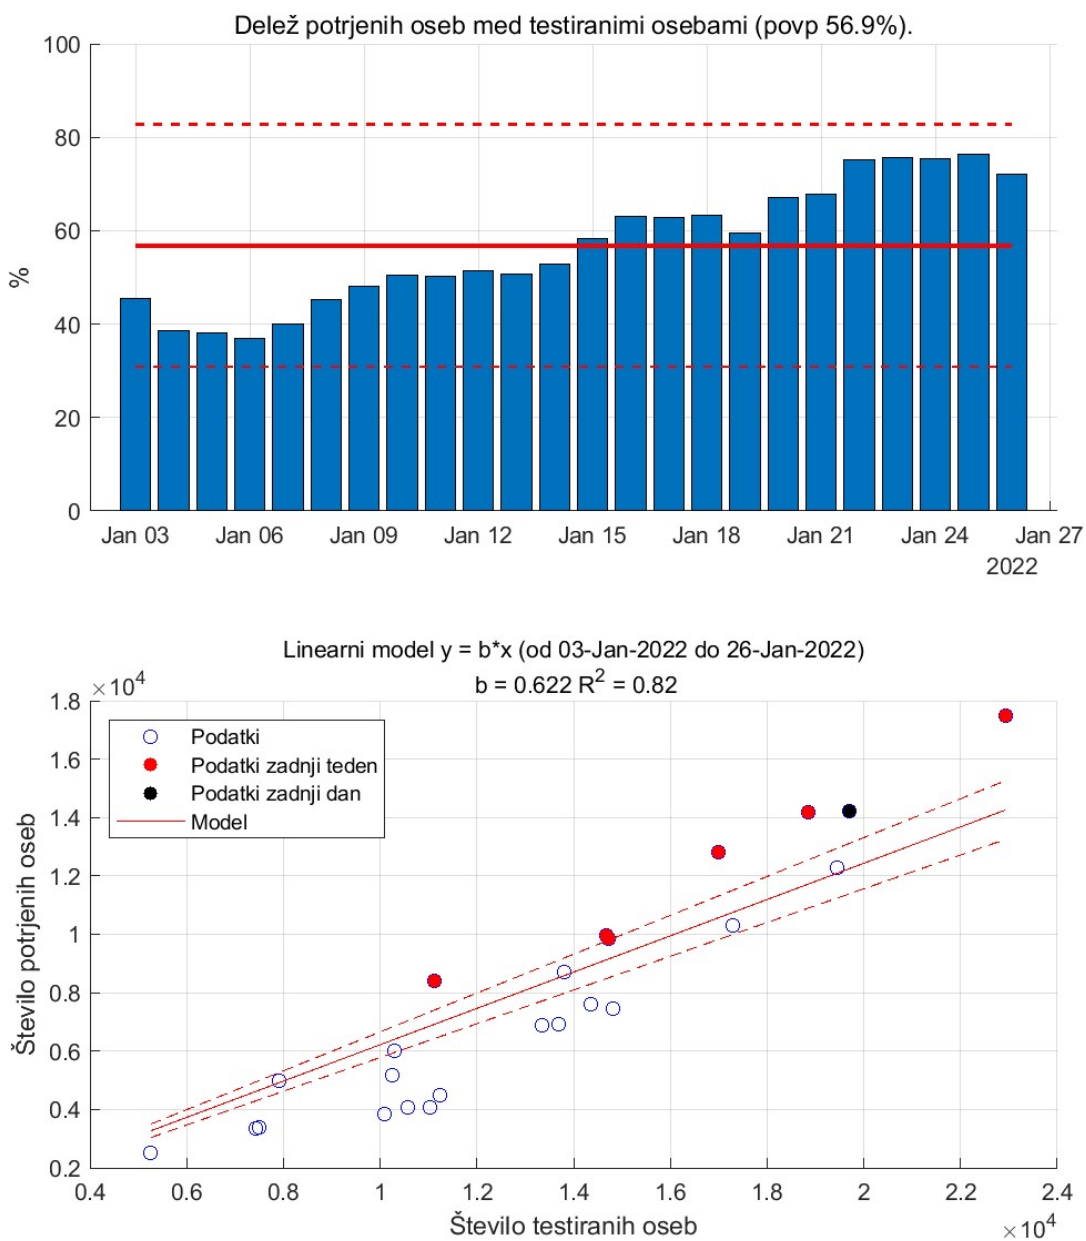 Delež potrjenih oseb med testiranimi osebami (povp 56.9%).
100
80
60
40
20
0
%
Jan 03 Jan 06 Jan 09 Jan 12 Jan 15 Jan 18 Jan 21 Jan 24 Jan 27
2022
Linearni model y = b*x (od 03-Jan-2022 do 26-Jan-2022)
b = 0.622 R² = 0.82
×10⁴
1.8
1.6
1.4
1.2
1
0.8
0.6
0.4
0.2
Število potrjenih oseb
Podatki
Podatki zadnji teden
Podatki zadnji dan
Model
0.4 0.6 0.8 1 1.2 1.4 1.6 1.8 2 2.2 2.4
Število testiranih oseb
×10⁴